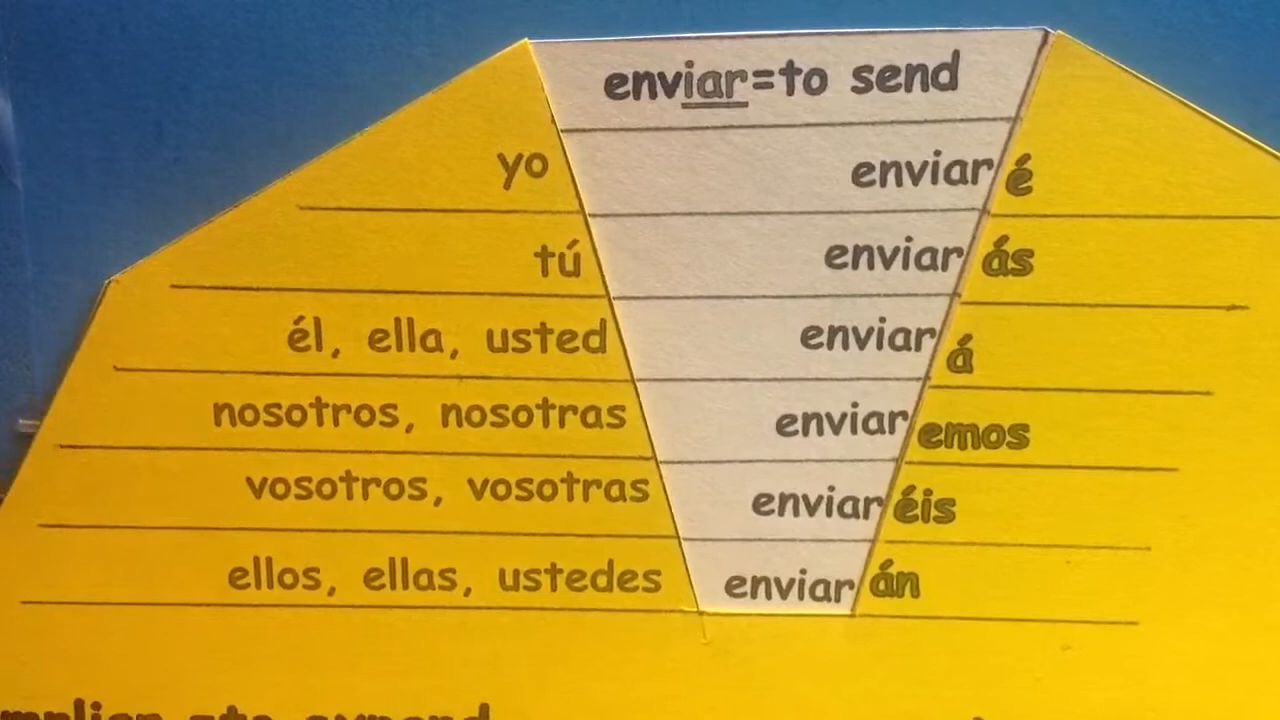 enviar=to send
yo enviaré
tú enviarás
él, ella, usted enviará
nosotros, nosotras enviaremos
vosotros, vosotras enviaréis
ellos, ellas, ustedes enviarán